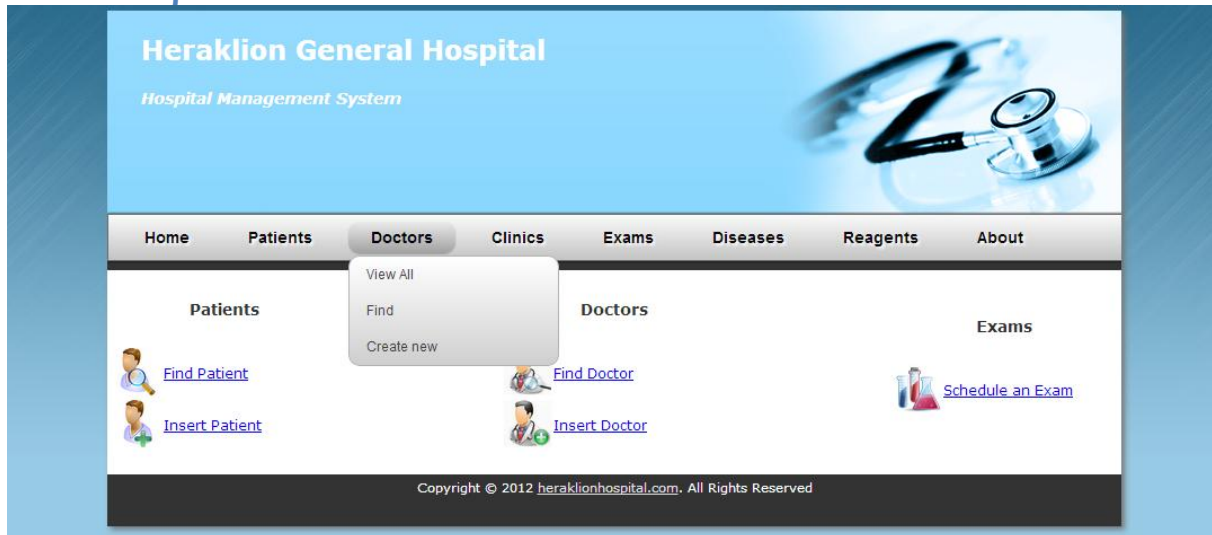 Heraklion General Hospital
Hospital Management System
Home Patients Doctors Clinics Exams Diseases Reagents About
View All
Find
Create new
Patients
Find Patient
Insert Patient
Doctors
Find Doctor
Insert Doctor
Exams
Schedule an Exam
Copyright © 2012 heraklionhospital.com. All Rights Reserved